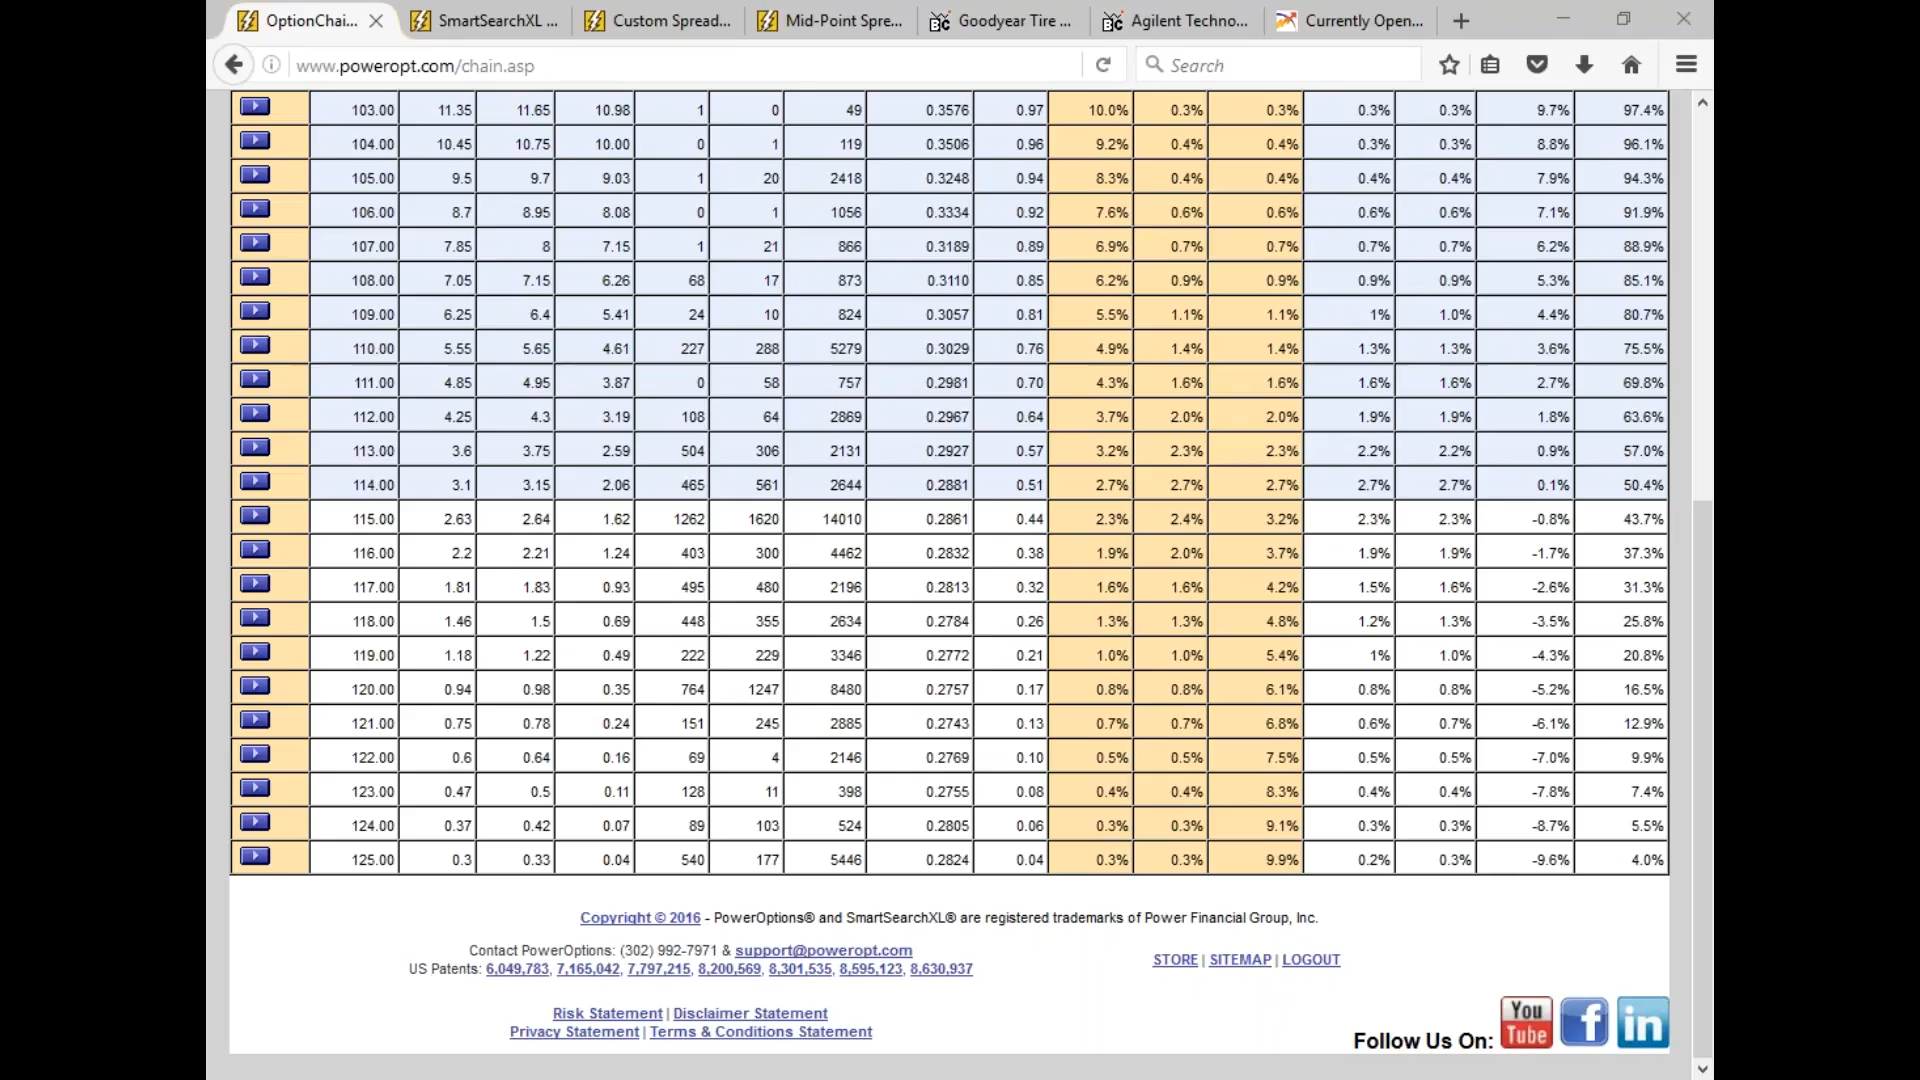 OptionChai...
SmartSearchXL ...
Custom Spread...
Mid-Point Spre...
Goodyear Tire ...
Agilent Techno...
Currently Open...
www.poweropt.com/chain.asp
Search
103.00 11.35 11.65 10.98 1 0 49 0.3576 0.97 10.0% 0.3% 0.3% 0.3% 0.3% 9.7% 97.4%
104.00 10.45 10.75 10.00 0 1 119 0.3506 0.96 9.2% 0.4% 0.4% 0.3% 0.3% 8.8% 96.1%
105.00 9.5 9.7 9.03 1 20 2418 0.3248 0.94 8.3% 0.4% 0.4% 0.4% 0.4% 7.9% 94.3%
106.00 8.7 8.95 8.08 0 1 1056 0.3334 0.92 7.6% 0.6% 0.6% 0.6% 0.6% 7.1% 91.9%
107.00 7.85 8 7.15 1 21 866 0.3189 0.89 6.9% 0.7% 0.7% 0.7% 0.7% 6.2% 88.9%
108.00 7.05 7.15 6.26 68 17 873 0.3110 0.85 6.2% 0.9% 0.9% 0.9% 0.9% 5.3% 85.1%
109.00 6.25 6.4 5.41 24 10 824 0.3057 0.81 5.5% 1.1% 1.1% 1% 1.0% 4.4% 80.7%
110.00 5.55 5.65 4.61 227 288 5279 0.3029 0.76 4.9% 1.4% 1.4% 1.3% 1.3% 3.6% 75.5%
111.00 4.85 4.95 3.87 0 58 757 0.2981 0.70 4.3% 1.6% 1.6% 1.6% 1.6% 2.7% 69.8%
112.00 4.25 4.3 3.19 108 64 2869 0.2967 0.64 3.7% 2.0% 2.0% 1.9% 1.9% 1.8% 63.6%
113.00 3.6 3.75 2.59 504 306 2131 0.2927 0.57 3.2% 2.3% 2.3% 2.2% 2.2% 0.9% 57.0%
114.00 3.1 3.15 2.06 465 561 2644 0.2881 0.51 2.7% 2.7% 2.7% 2.7% 2.7% 0.1% 50.4%
115.00 2.63 2.64 1.62 1262 1620 14010 0.2861 0.44 2.3% 2.4% 3.2% 2.3% 2.3% -0.8% 43.7%
116.00 2.2 2.21 1.24 403 300 4462 0.2832 0.38 1.9% 2.0% 3.7% 1.9% 1.9% -1.7% 37.3%
117.00 1.81 1.83 0.93 495 480 2196 0.2813 0.32 1.6% 1.6% 4.2% 1.5% 1.6% -2.6% 31.3%
118.00 1.46 1.5 0.69 448 355 2634 0.2784 0.26 1.3% 1.3% 4.8% 1.2% 1.3% -3.5% 25.8%
119.00 1.18 1.22 0.49 222 229 3346 0.2772 0.21 1.0% 1.0% 5.4% 1% 1.0% -4.3% 20.8%
120.00 0.94 0.98 0.35 764 1247 8480 0.2757 0.17 0.8% 0.8% 6.1% 0.8% 0.8% -5.2% 16.5%
121.00 0.75 0.78 0.24 151 245 2885 0.2743 0.13 0.7% 0.7% 6.8% 0.6% 0.7% -6.1% 12.9%
122.00 0.6 0.64 0.16 69 4 2146 0.2769 0.10 0.5% 0.5% 7.5% 0.5% 0.5% -7.0% 9.9%
123.00 0.47 0.5 0.11 128 11 398 0.2755 0.08 0.4% 0.4% 8.3% 0.4% 0.4% -7.8% 7.4%
124.00 0.37 0.42 0.07 89 103 524 0.2805 0.06 0.3% 0.3% 9.1% 0.3% 0.3% -8.7% 5.5%
125.00 0.3 0.33 0.04 540 177 5446 0.2824 0.04 0.3% 0.3% 9.9% 0.2% 0.3% -9.6% 4.0%
Copyright © 2016 - PowerOptions® and SmartSearchXL® are registered trademarks of Power Financial Group, Inc.
Contact PowerOptions: (302) 992-7971 & support@poweropt.com
US Patents: 6,049,783, 7,165,042, 7,797,215, 8,200,569, 8,301,535, 8,595,123, 8,630,937
STORE | SITEMAP | LOGOUT
Risk Statement | Disclaimer Statement
Privacy Statement | Terms & Conditions Statement
Follow Us On:
You
Tube
f
in